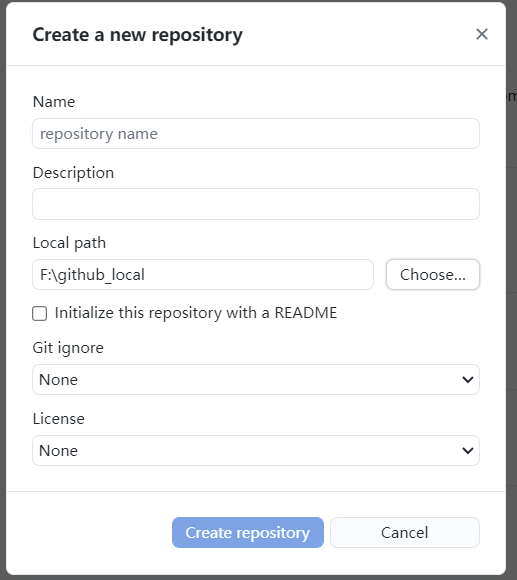 Create a new repository
Name
repository name
Description
Local path
F:\github_local
Choose...
Initialize this repository with a README
Git ignore
None
License
None
Create repository
Cancel